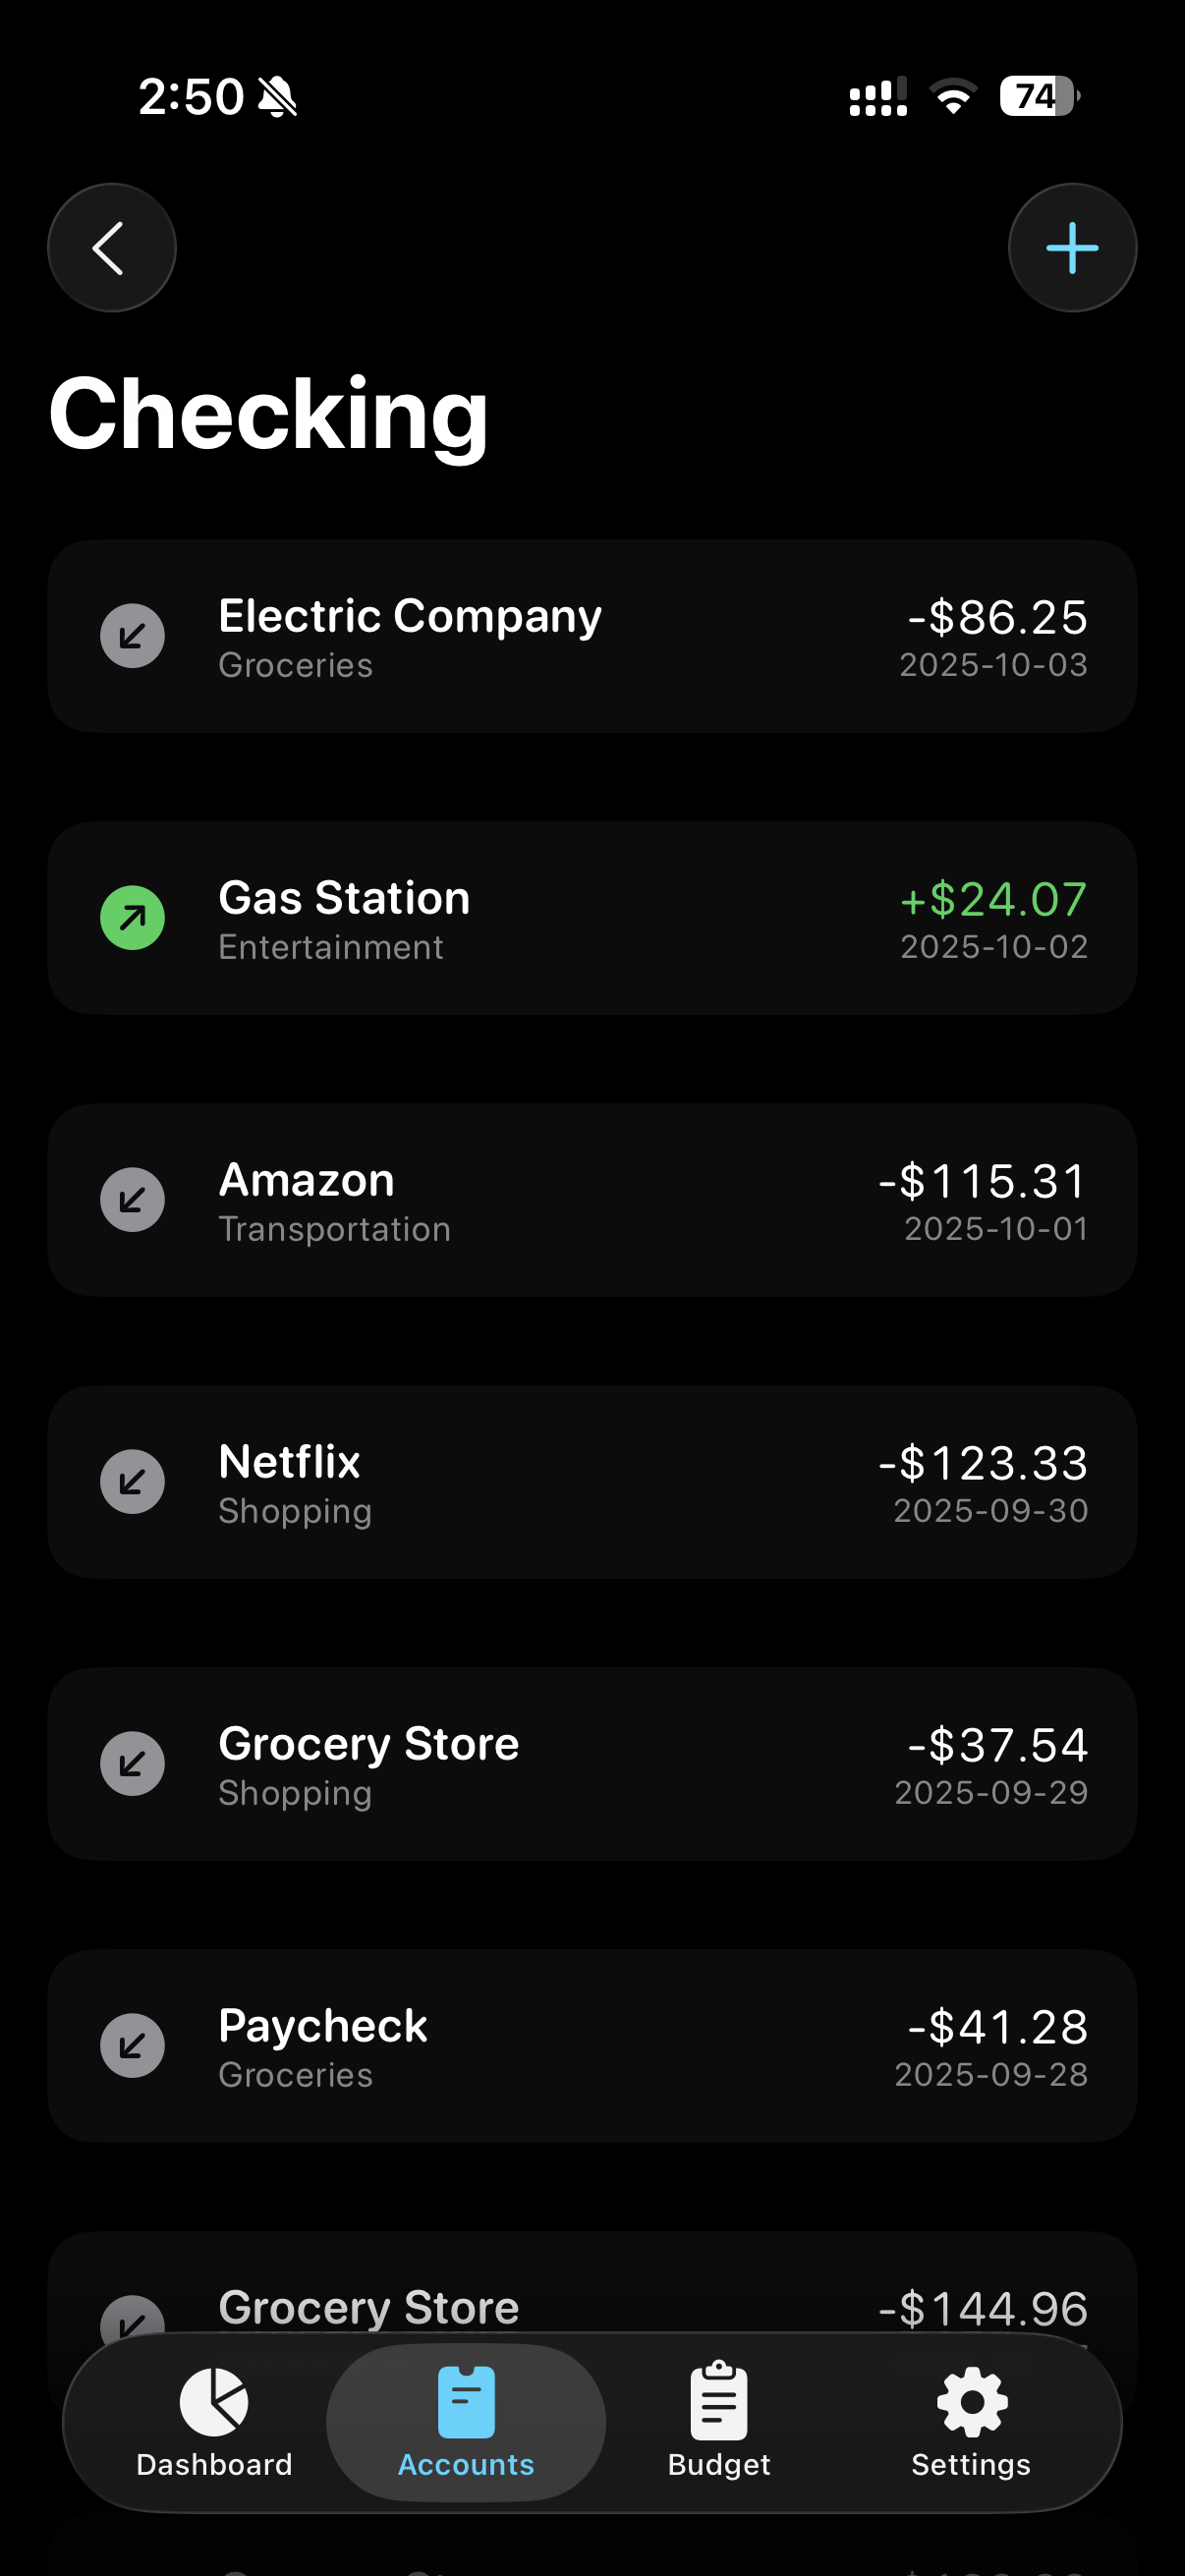 2:50
74
Checking
Electric Company
-$86.25
Groceries
2025-10-03
Gas Station
+$24.07
Entertainment
2025-10-02
Amazon
-$115.31
Transportation
2025-10-01
Netflix
-$123.33
Shopping
2025-09-30
Grocery Store
-$37.54
Shopping
2025-09-29
Paycheck
-$41.28
Groceries
2025-09-28
Grocery Store
-$144.96
Dashboard
Accounts
Budget
Settings